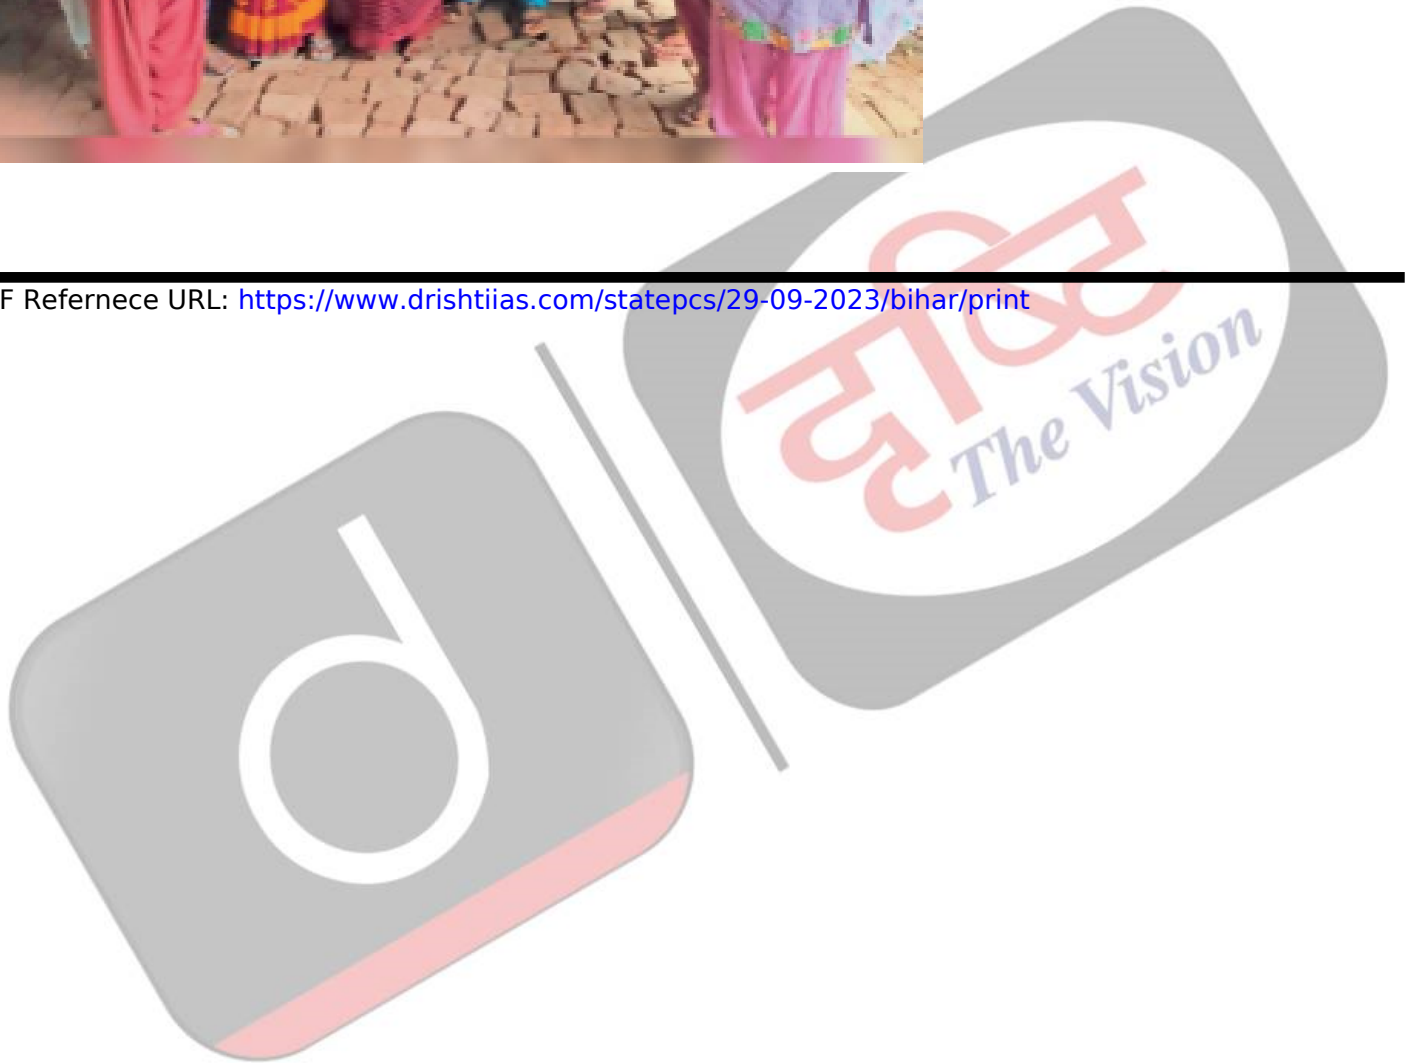 F Refernece URL: https://www.drishtiias.com/statepcs/29-09-2023/bihar/print
दृष्टि
The Vision
d